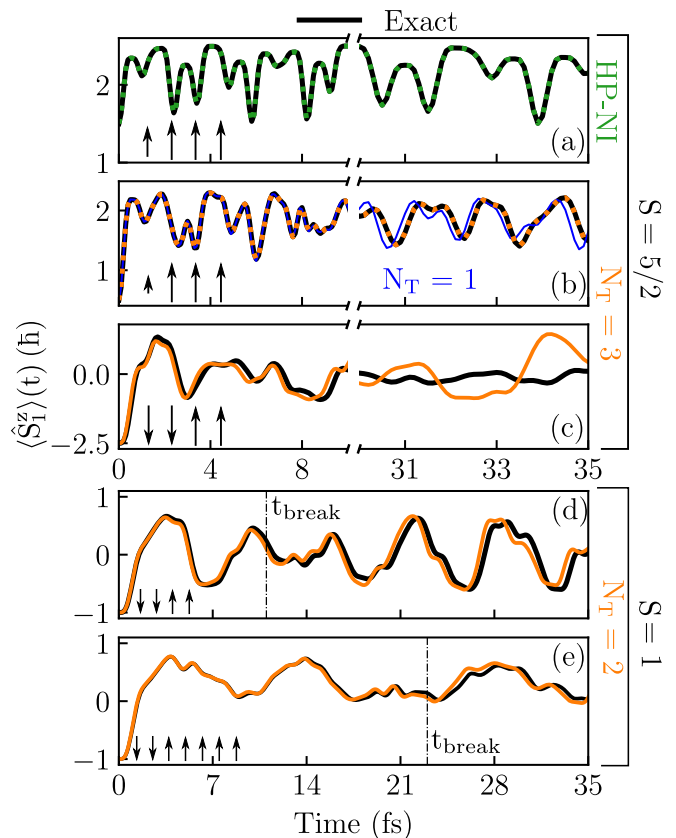 Exact
2
1
(a)
HP-NI
2
1
N_T = 1
(b)
0.0
−2.5
(c)
N_T = 3
S = 5/2
0 4 8 31 33 35
⟨Ŝ₁ᶻ⟩(t) (ħ)
1
0
−1
t_break
(d)
1
0
−1
t_break
(e)
N_T = 2
S = 1
0 7 14 21 28 35
Time (fs)